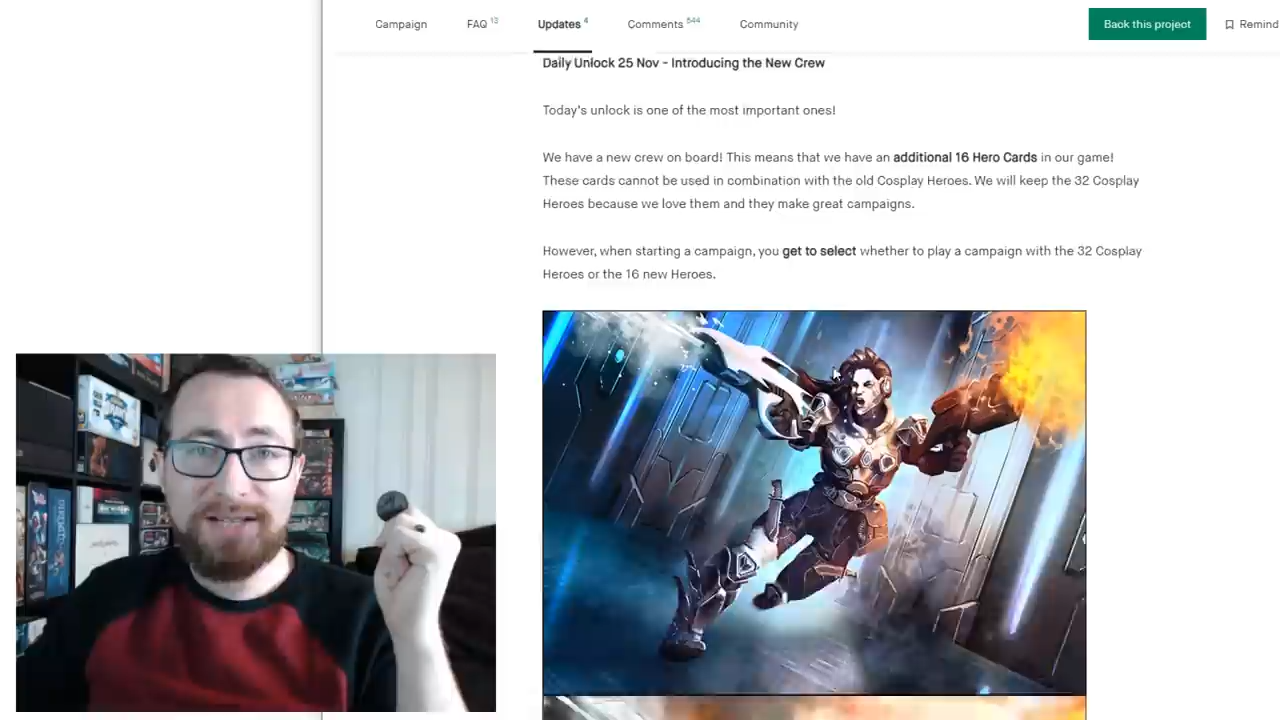 Campaign FAQ 13 Updates 4 Comments 544 Community Back this project Remind
Daily Unlock 25 Nov - Introducing the New Crew
Today's unlock is one of the most important ones!
We have a new crew on board! This means that we have an additional 16 Hero Cards in our game!
These cards cannot be used in combination with the old Cosplay Heroes. We will keep the 32 Cosplay
Heroes because we love them and they make great campaigns.
However, when starting a campaign, you get to select whether to play a campaign with the 32 Cosplay
Heroes or the 16 new Heroes.